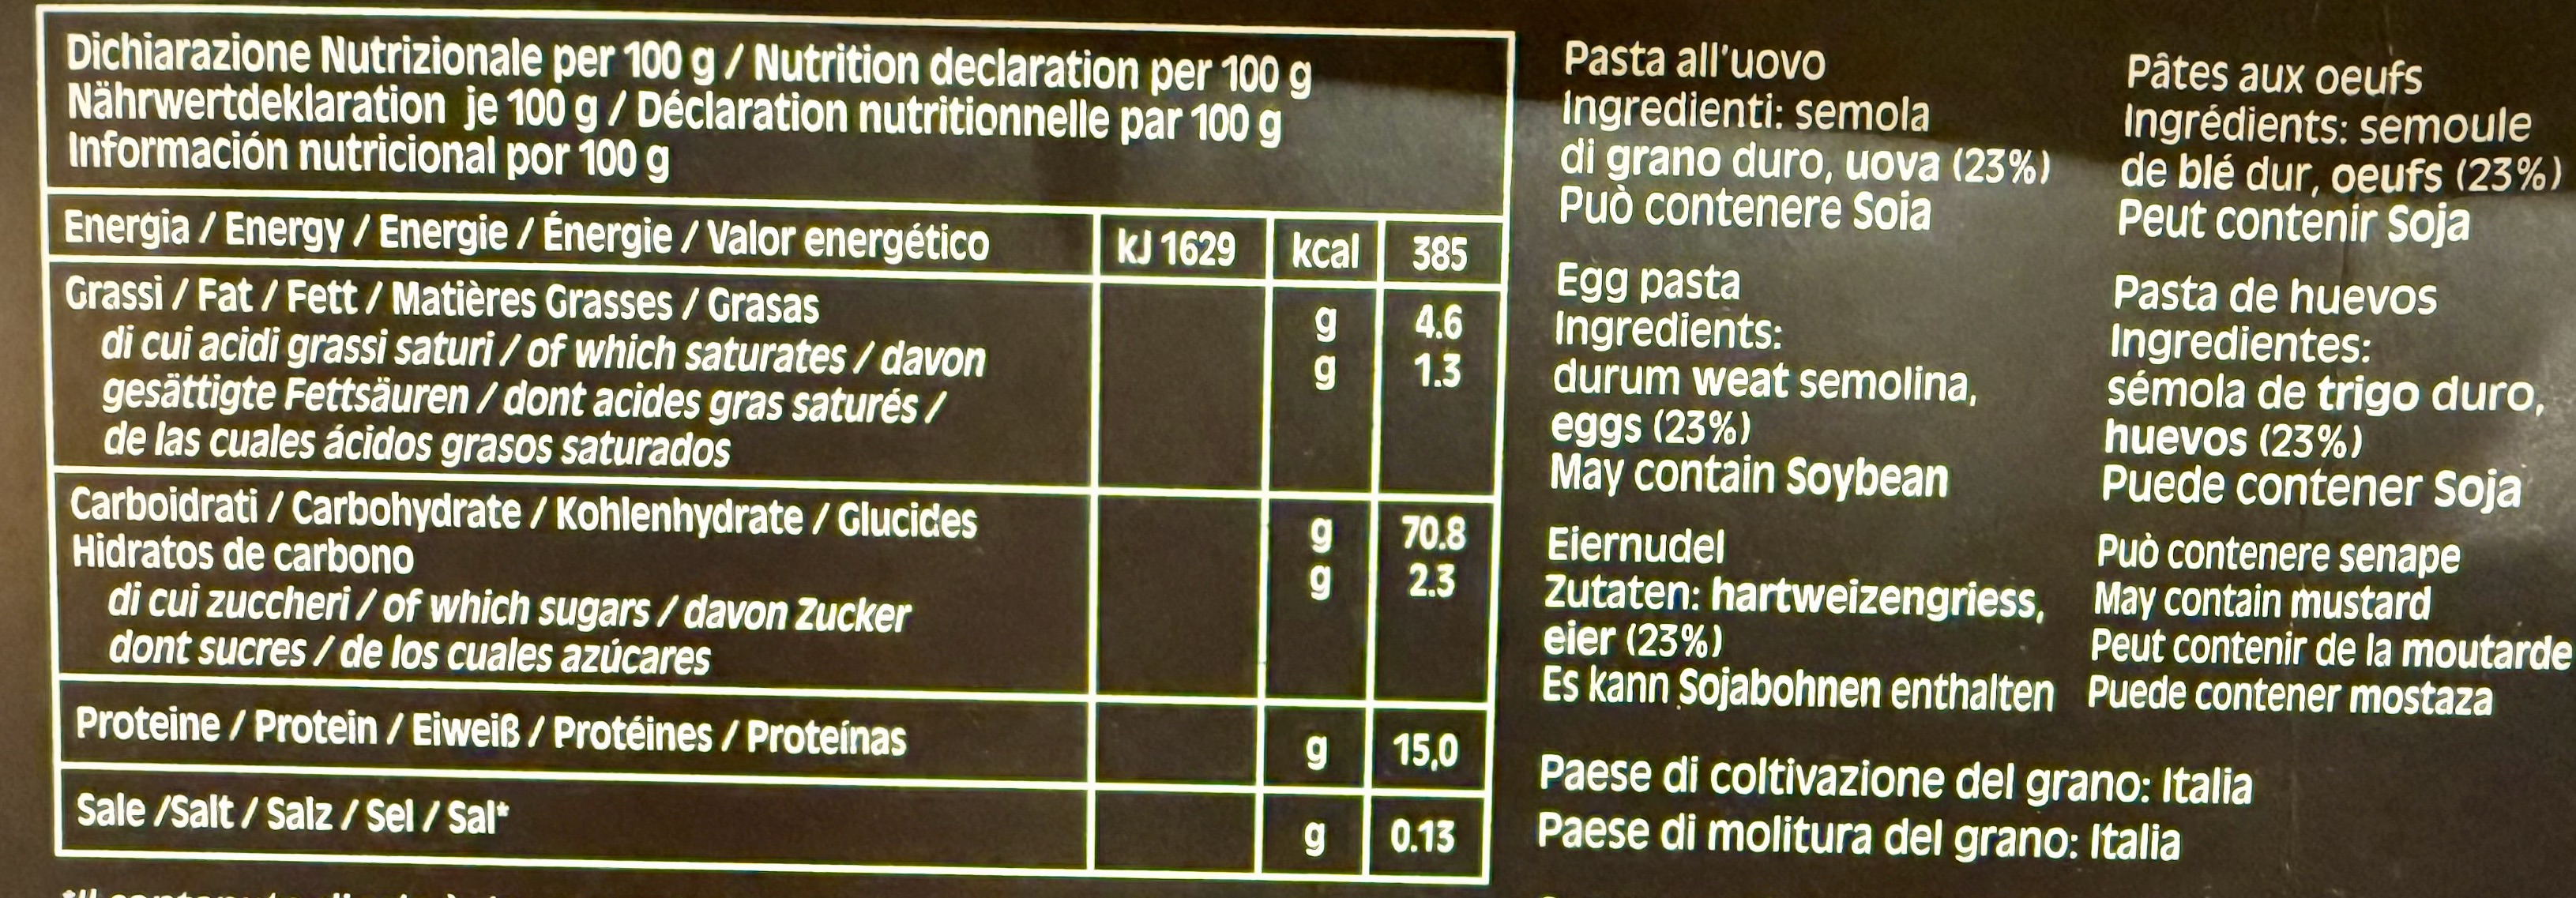 Dichiarazione Nutrizionale per 100 g / Nutrition declaration per 100 g
Nährwertdeklaration je 100 g / Déclaration nutritionnelle par 100 g
Información nutricional por 100 g
Energia / Energy / Energie / Énergie / Valor energético kJ 1629 kcal 385
Grassi / Fat / Fett / Matières Grasses / Grasas g 4.6
di cui acidi grassi saturi / of which saturates / davon g 1.3
gesättigte Fettsäuren / dont acides gras saturés /
de las cuales ácidos grasos saturados
Carboidrati / Carbohydrate / Kohlenhydrate / Glucides g 70.8
Hidratos de carbono g 2.3
di cui zuccheri / of which sugars / davon Zucker
dont sucres / de los cuales azúcares
Proteine / Protein / Eiweiß / Protéines / Proteínas g 15,0
Sale /Salt / Salz / Sel / Sal* g 0.13
Pasta all'uovo
Ingredienti: semola
di grano duro, uova (23%)
Può contenere Soia
Egg pasta
Ingredients:
durum weat semolina,
eggs (23%)
May contain Soybean
Eiernudel
Zutaten: hartweizengriess,
eier (23%)
Es kann Sojabohnen enthalten
Pâtes aux oeufs
Ingrédients: semoule
de blé dur, oeufs (23%)
Peut contenir Soja
Pasta de huevos
Ingredientes:
sémola de trigo duro,
huevos (23%)
Puede contener Soja
Può contenere senape
May contain mustard
Peut contenir de la moutarde
Puede contener mostaza
Paese di coltivazione del grano: Italia
Paese di molitura del grano: Italia